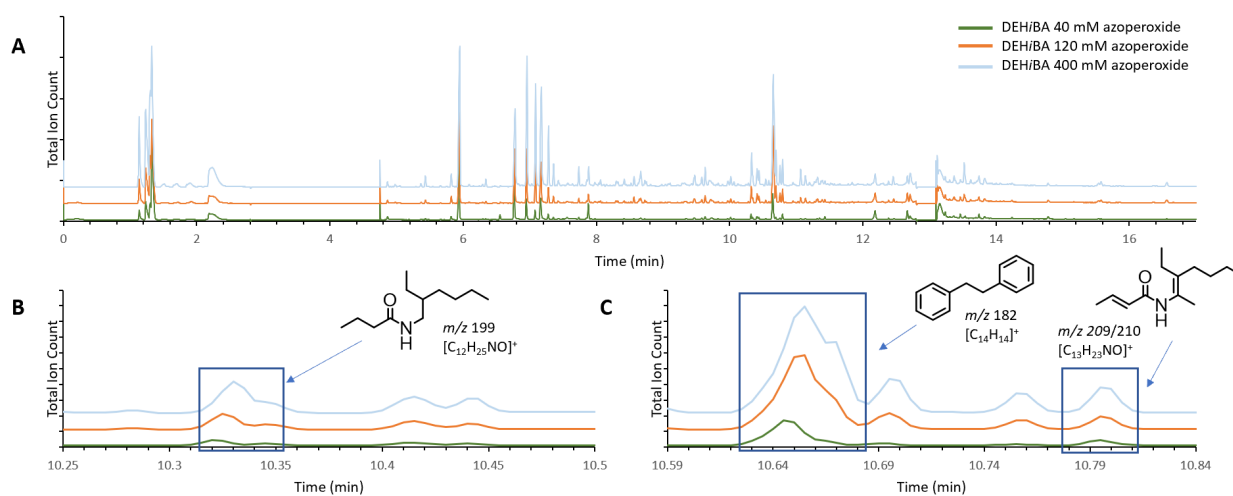 A
Total Ion Count
DEHiBA 40 mM azoperoxide
DEHiBA 120 mM azoperoxide
DEHiBA 400 mM azoperoxide
0 2 4 6 8 10 12 14 16
Time (min)
B
Total Ion Count
O
N
H
m/z 199
[C₁₂H₂₅NO]⁺
10.25 10.3 10.35 10.4 10.45 10.5
Time (min)
C
Total Ion Count
m/z 182
[C₁₄H₁₄]⁺
O
N
H
m/z 209/210
[C₁₃H₂₃NO]⁺
10.59 10.64 10.69 10.74 10.79 10.84
Time (min)